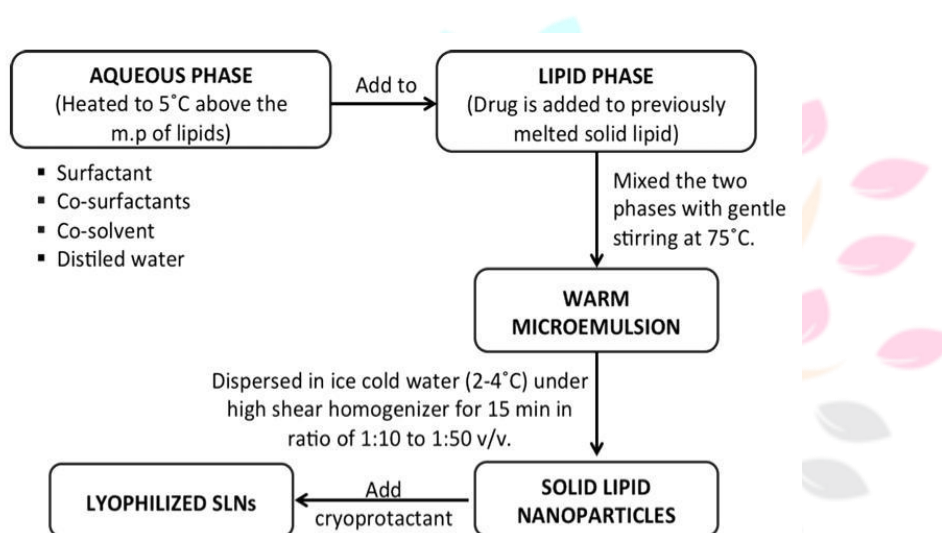 AQUEOUS PHASE
(Heated to 5˚C above the
m.p of lipids)
Add to
LIPID PHASE
(Drug is added to previously
melted solid lipid)
▪ Surfactant
▪ Co-surfactants
▪ Co-solvent
▪ Distiled water
Mixed the two
phases with gentle
stirring at 75˚C.
WARM
MICROEMULSION
Dispersed in ice cold water (2-4˚C) under
high shear homogenizer for 15 min in
ratio of 1:10 to 1:50 v/v.
SOLID LIPID
NANOPARTICLES
Add
cryoprotactant
LYOPHILIZED SLNs